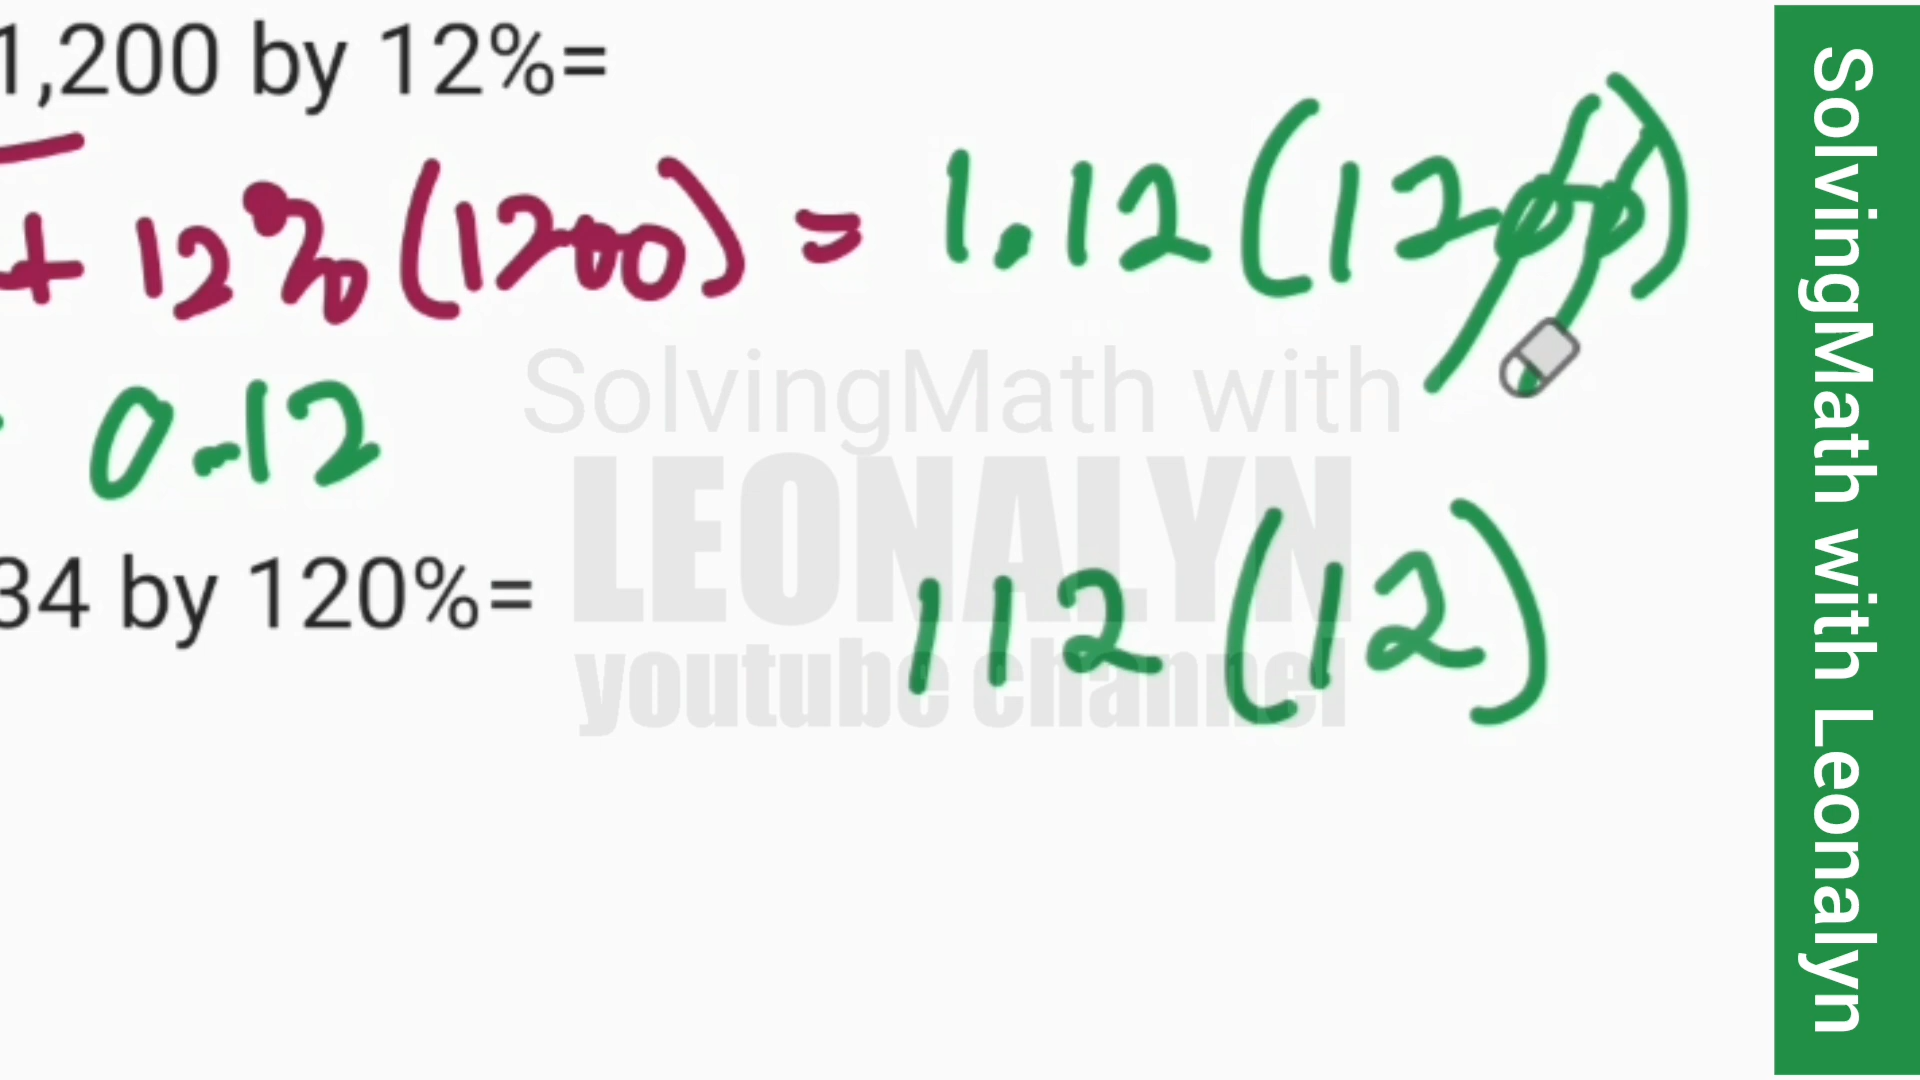 1,200 by 12%=
+ 12% (1200) = 1.12 (1200)
0.12
34 by 120%=
112 (12)
SolvingMath with
LEONALYN
youtube channel
SolvingMath with Leonalyn